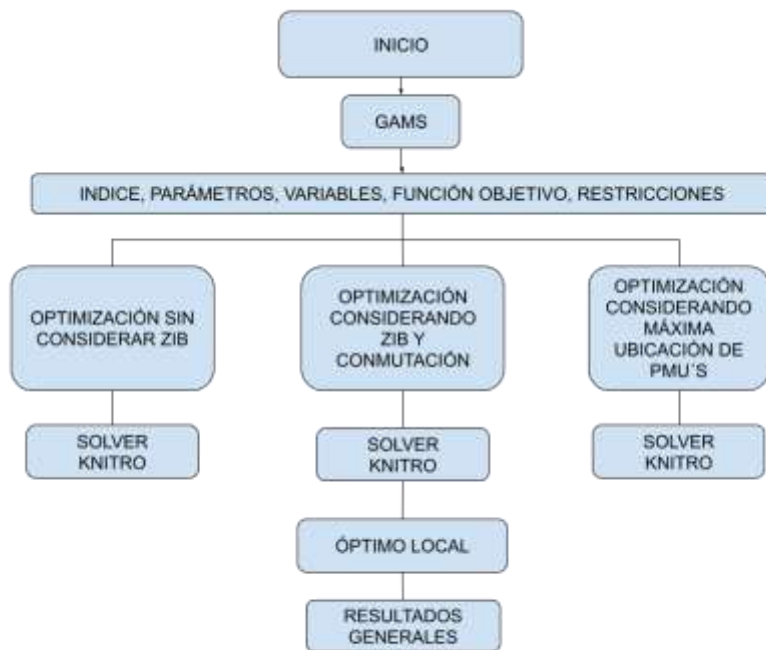 INICIO
GAMS
INDICE, PARÁMETROS, VARIABLES, FUNCIÓN OBJETIVO, RESTRICCIONES
OPTIMIZACIÓN SIN
CONSIDERAR ZIB
OPTIMIZACIÓN
CONSIDERANDO
ZIB Y
CONMUTACIÓN
OPTIMIZACIÓN
CONSIDERANDO
MÁXIMA
UBICACIÓN DE
PMU´S
SOLVER
KNITRO
SOLVER
KNITRO
SOLVER
KNITRO
ÓPTIMO LOCAL
RESULTADOS
GENERALES